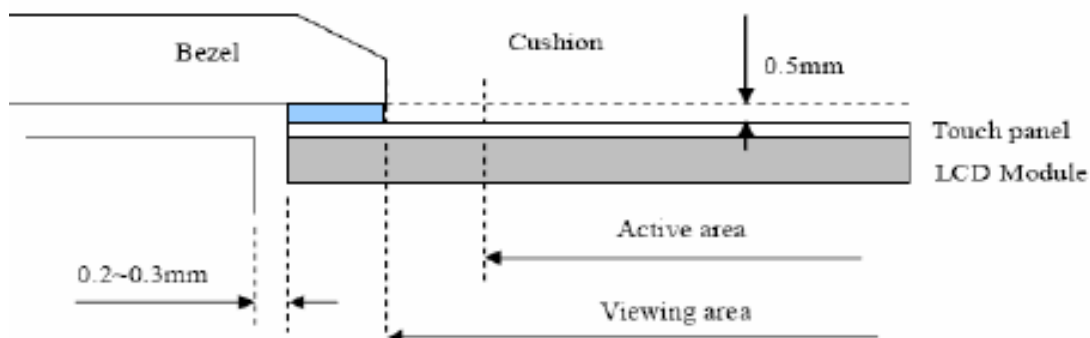 Bezel
Cushion
0.5mm
Touch panel
LCD Module
Active area
0.2~0.3mm
Viewing area